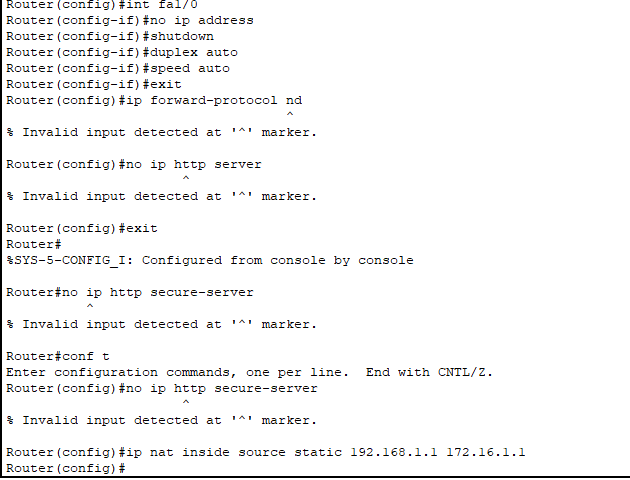 Router(config)#int fa1/0
Router(config-if)#no ip address
Router(config-if)#shutdown
Router(config-if)#duplex auto
Router(config-if)#speed auto
Router(config-if)#exit
Router(config)#ip forward-protocol nd
^
% Invalid input detected at '^' marker.
Router(config)#no ip http server
^
% Invalid input detected at '^' marker.
Router(config)#exit
Router#
%SYS-5-CONFIG_I: Configured from console by console
Router#no ip http secure-server
^
% Invalid input detected at '^' marker.
Router#conf t
Enter configuration commands, one per line.  End with CNTL/Z.
Router(config)#no ip http secure-server
^
% Invalid input detected at '^' marker.
Router(config)#ip nat inside source static 192.168.1.1 172.16.1.1
Router(config)#